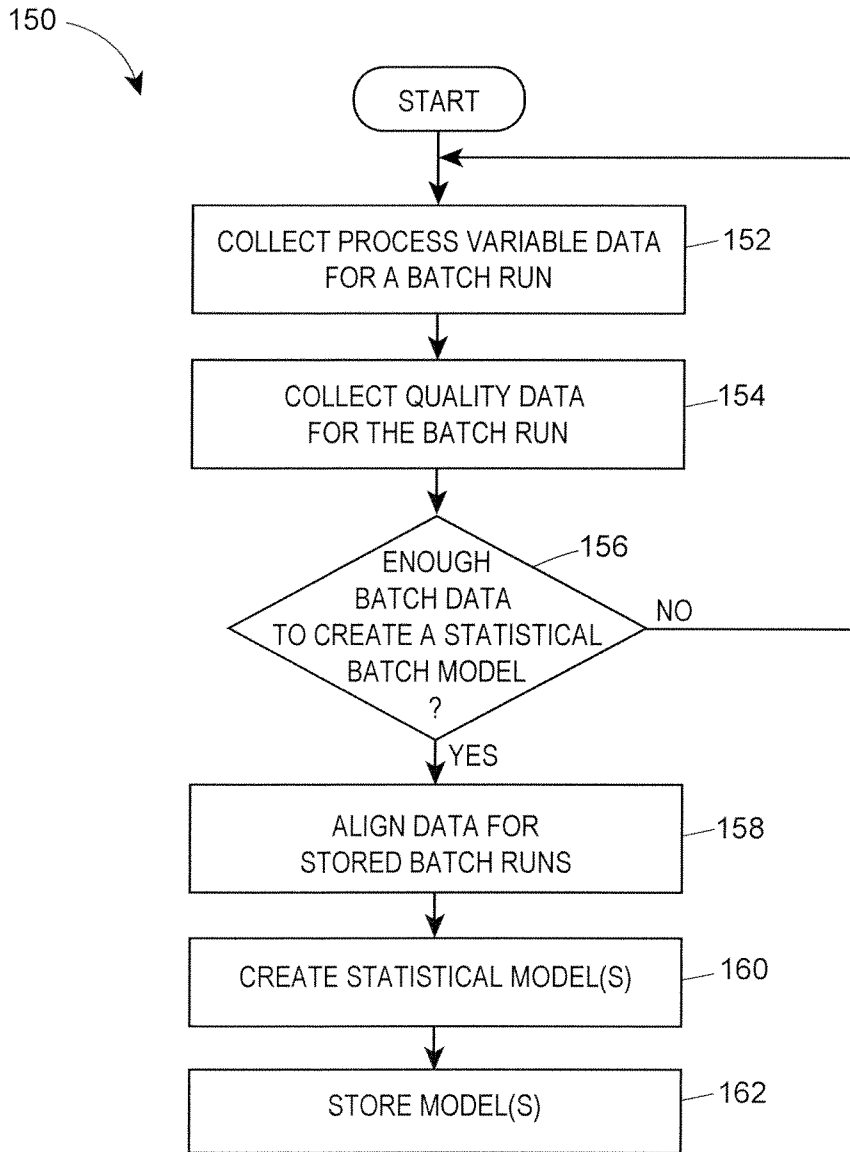 150
START
COLLECT PROCESS VARIABLE DATA
FOR A BATCH RUN
152
COLLECT QUALITY DATA
FOR THE BATCH RUN
154
156
ENOUGH
BATCH DATA
TO CREATE A STATISTICAL
BATCH MODEL
?
NO
YES
ALIGN DATA FOR
STORED BATCH RUNS
158
CREATE STATISTICAL MODEL(S)
160
STORE MODEL(S)
162